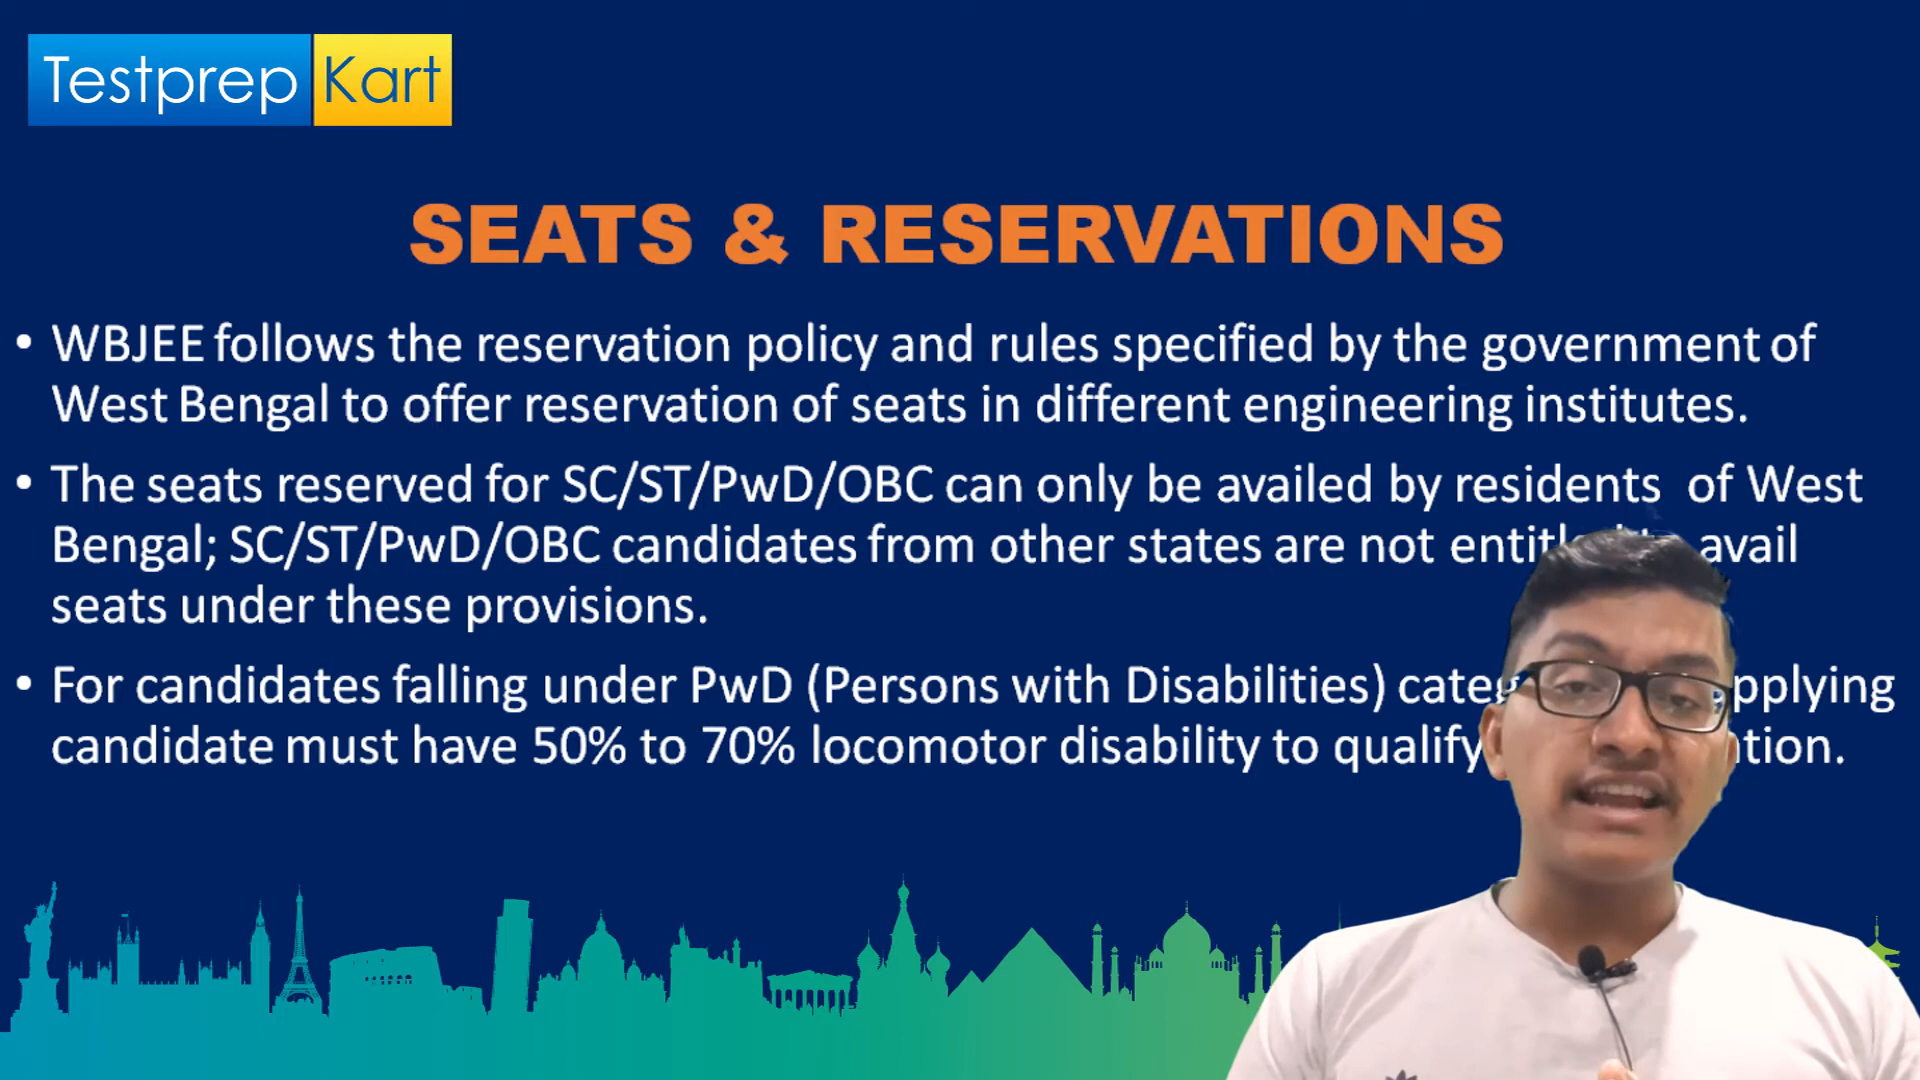 Testprep Kart
SEATS & RESERVATIONS
• WBJEE follows the reservation policy and rules specified by the government of
West Bengal to offer reservation of seats in different engineering institutes.
• The seats reserved for SC/ST/PwD/OBC can only be availed by residents of West
Bengal; SC/ST/PwD/OBC candidates from other states are not avail
seats under these provisions.
• For candidates falling under PwD (Persons with Disabilities)
candidate must have 50% to 70% locomotor disability to qualify